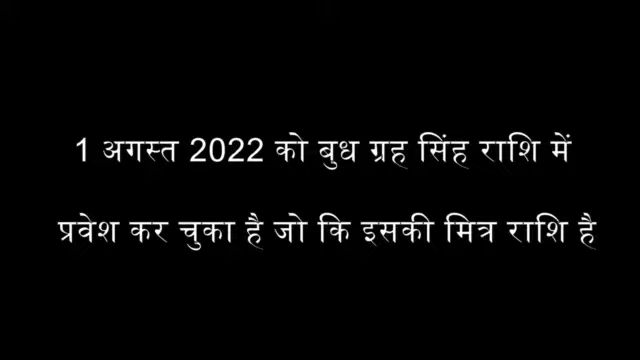 1 अगस्त 2022 को बुध ग्रह सिंह राशि में
प्रवेश कर चुका है जो कि इसकी मित्र राशि है